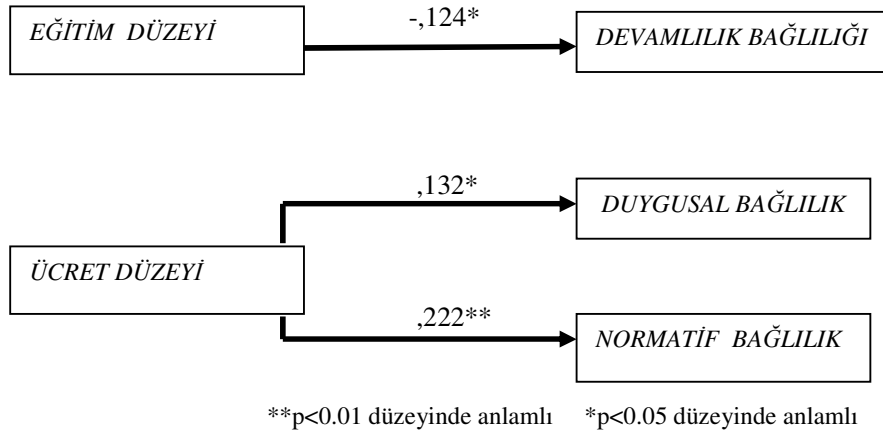 -,124*
EĞİTİM DÜZEYİ
DEVAMLILIK BAĞLILIĞI
,132*
DUYGUSAL BAĞLILIK
ÜCRET DÜZEYİ
,222**
NORMATİF BAĞLILIK
**p<0.01 düzeyinde anlamlı *p<0.05 düzeyinde anlamlı